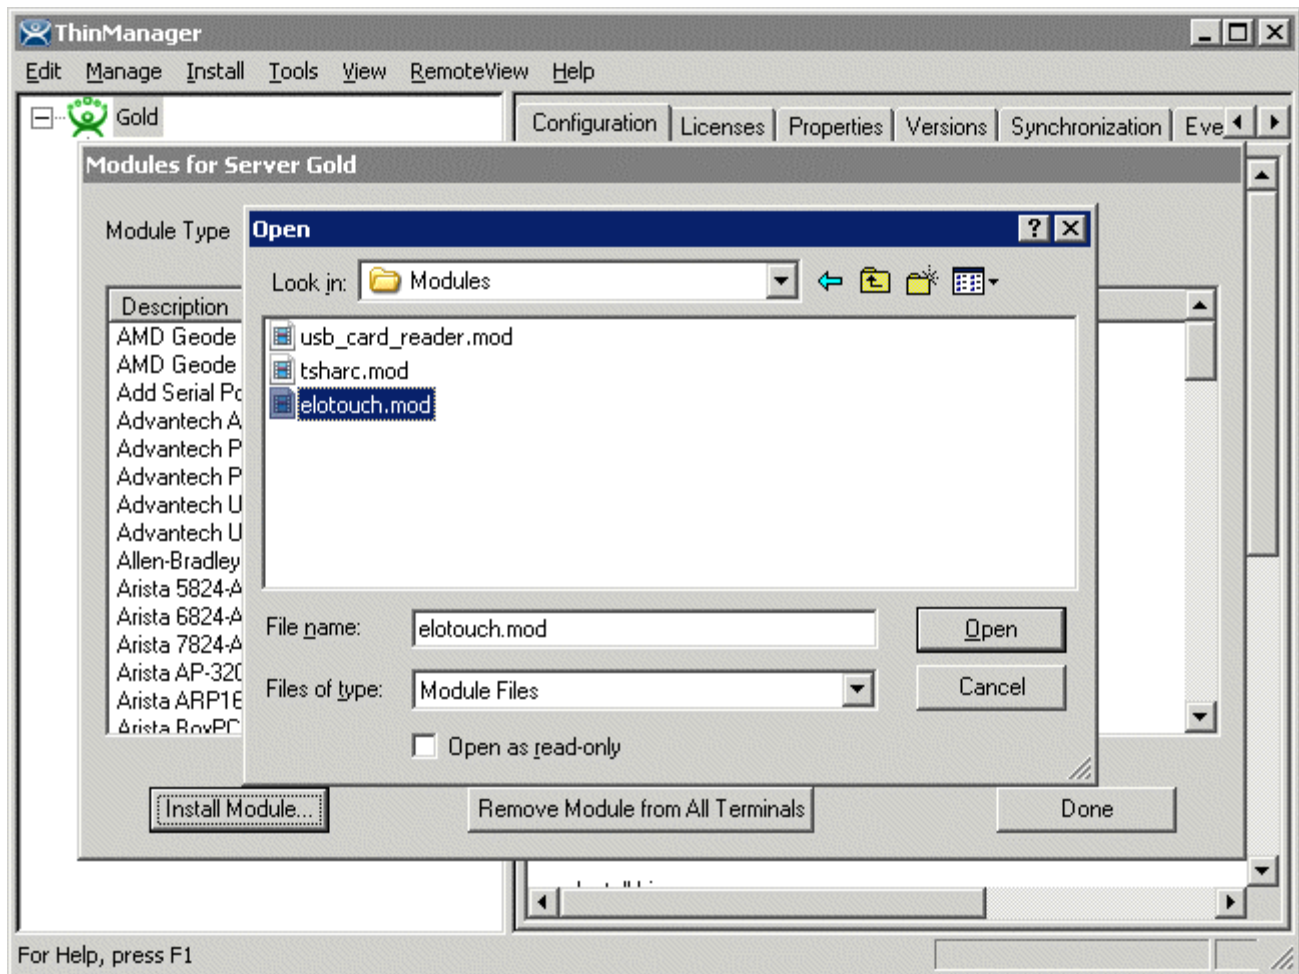 ThinManager
Edit Manage Install Tools View RemoteView Help
Gold
Configuration Licenses Properties Versions Synchronization Eve
Modules for Server Gold
Module Type
Open
Look in: Modules
Description
AMD Geode
AMD Geode
Add Serial Po
Advantech A
Advantech P
Advantech P
Advantech U
Advantech U
Allen-Bradley
Arista 5824-A
Arista 6824-A
Arista 7824-A
Arista AP-320
Arista ARP16
Arista BoxPC
usb_card_reader.mod
tsharc.mod
elotouch.mod
File name: elotouch.mod Open
Files of type: Module Files Cancel
Open as read-only
Install Module... Remove Module from All Terminals Done
For Help, press F1